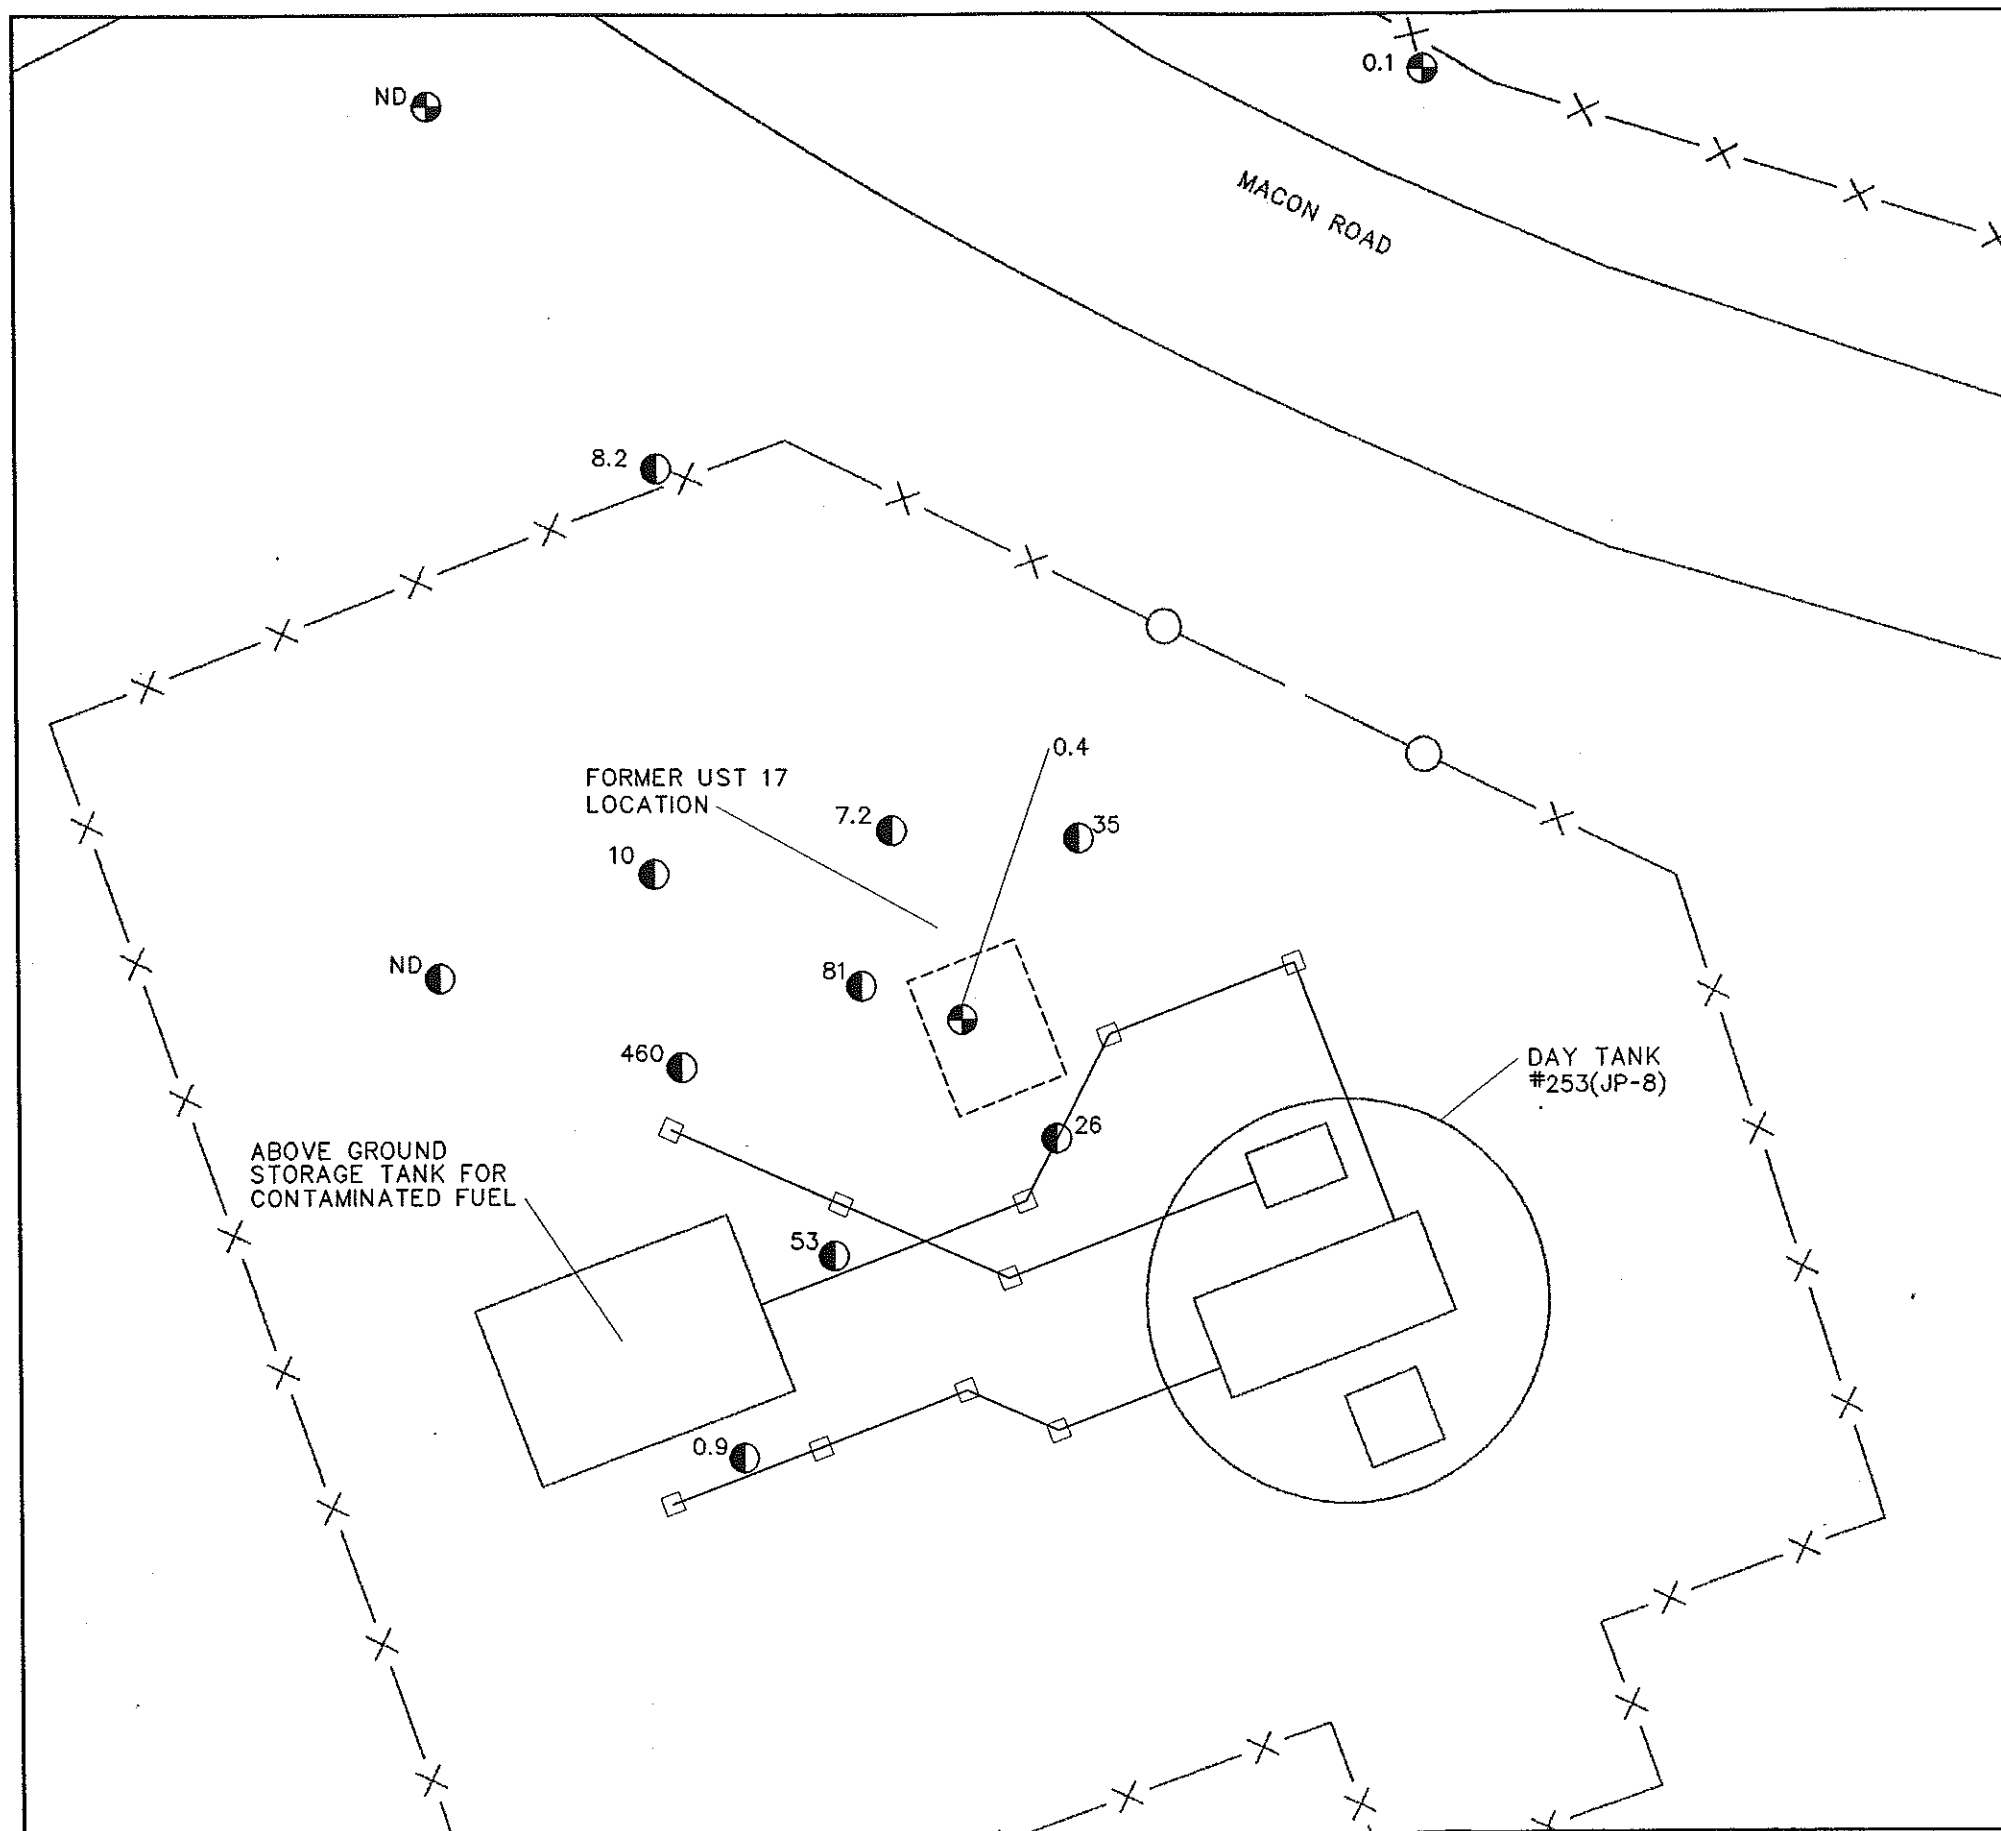 0.1
ND
MACON ROAD
8.2
0.4
FORMER UST 17
LOCATION
7.2
35
10
ND
81
460
DAY TANK
#253(JP-8)
26
ABOVE GROUND
STORAGE TANK FOR
CONTAMINATED FUEL
53
0.9